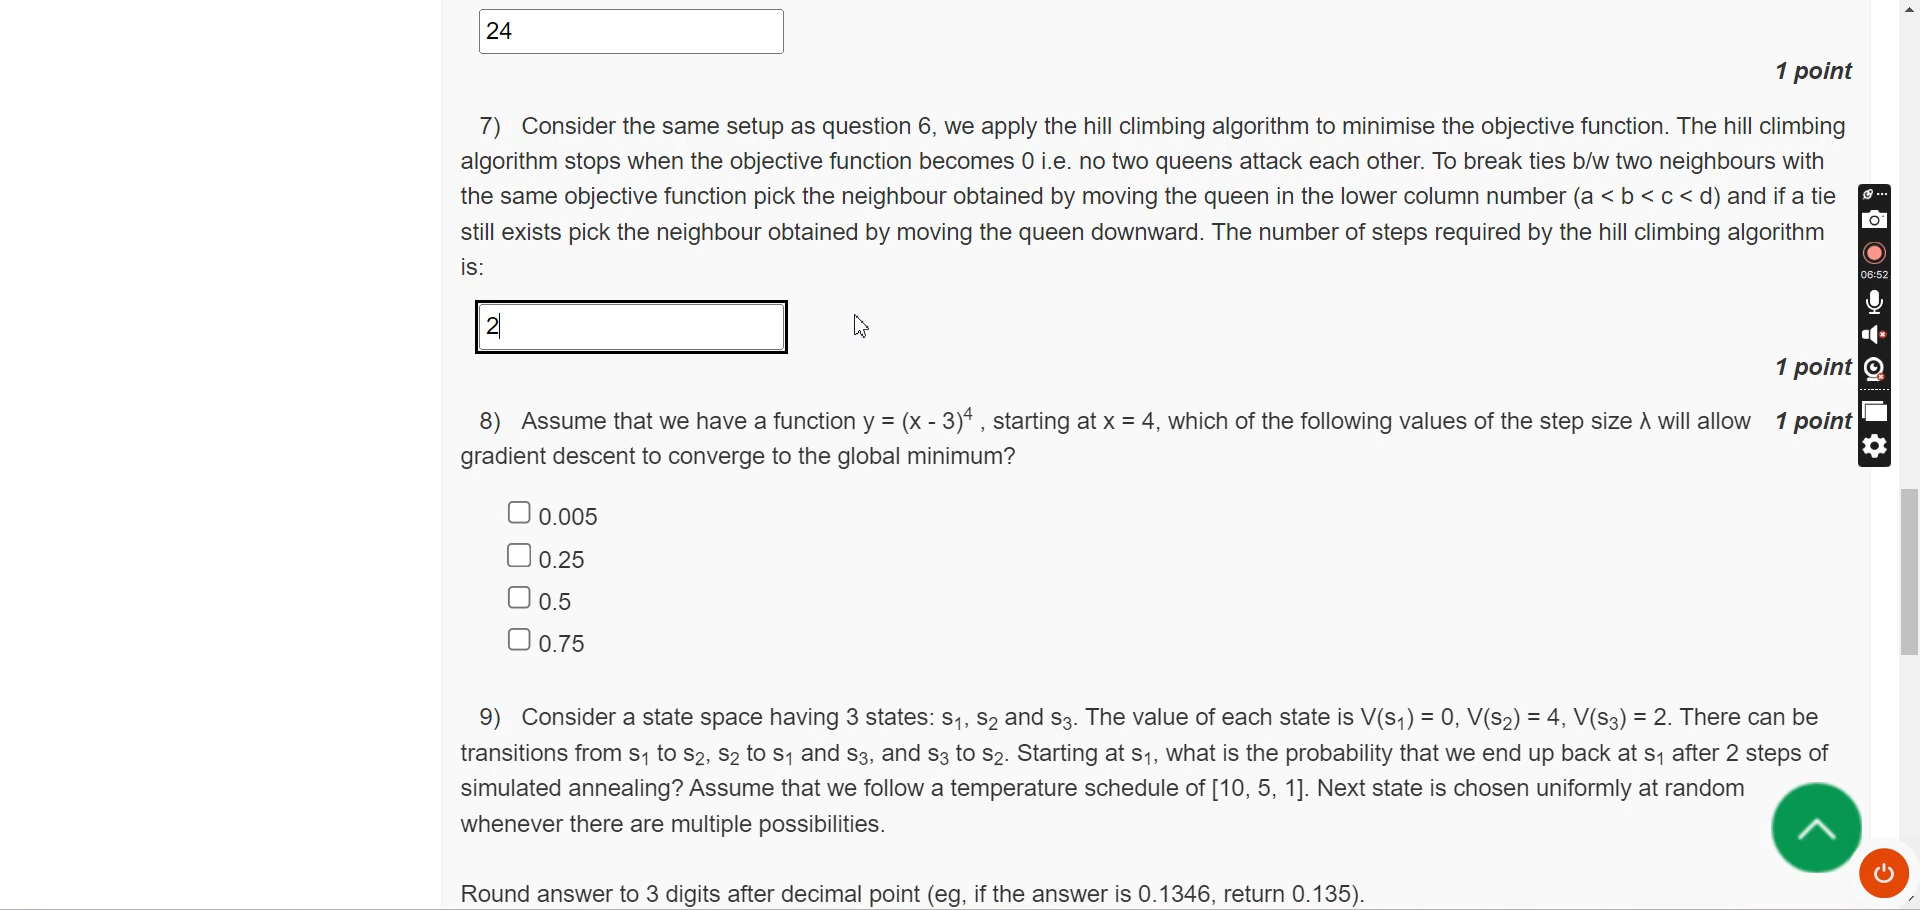 24
1 point
7) Consider the same setup as question 6, we apply the hill climbing algorithm to minimise the objective function. The hill climbing
algorithm stops when the objective function becomes 0 i.e. no two queens attack each other. To break ties b/w two neighbours with
the same objective function pick the neighbour obtained by moving the queen in the lower column number (a < b < c < d) and if a tie
still exists pick the neighbour obtained by moving the queen downward. The number of steps required by the hill climbing algorithm
is:
06:52
2
1 point
8) Assume that we have a function y = (x - 3)⁴ , starting at x = 4, which of the following values of the step size λ will allow 1 point
gradient descent to converge to the global minimum?
0.005
0.25
0.5
0.75
9) Consider a state space having 3 states: s₁, s₂ and s₃. The value of each state is V(s₁) = 0, V(s₂) = 4, V(s₃) = 2. There can be
transitions from s₁ to s₂, s₂ to s₁ and s₃, and s₃ to s₂. Starting at s₁, what is the probability that we end up back at s₁ after 2 steps of
simulated annealing? Assume that we follow a temperature schedule of [10, 5, 1]. Next state is chosen uniformly at random
whenever there are multiple possibilities.
Round answer to 3 digits after decimal point (eg, if the answer is 0.1346, return 0.135).